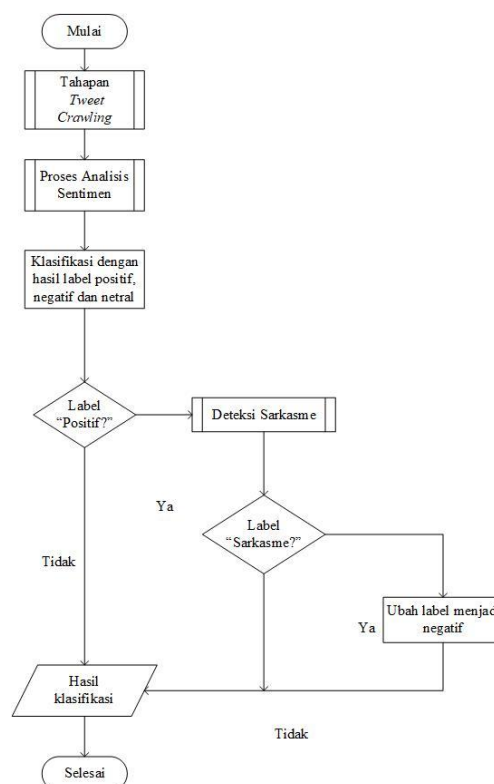 Mulai
Tahapan
Tweet
Crawling
Proses Analisis
Sentimen
Klasifikasi dengan
hasil label positif,
negatif dan netral
Label
“Positif?”
Deteksi Sarkasme
Ya
Label
“Sarkasme?”
Tidak
Ubah label menjad
negatif
Ya
Hasil
klasifikasi
Tidak
Selesai